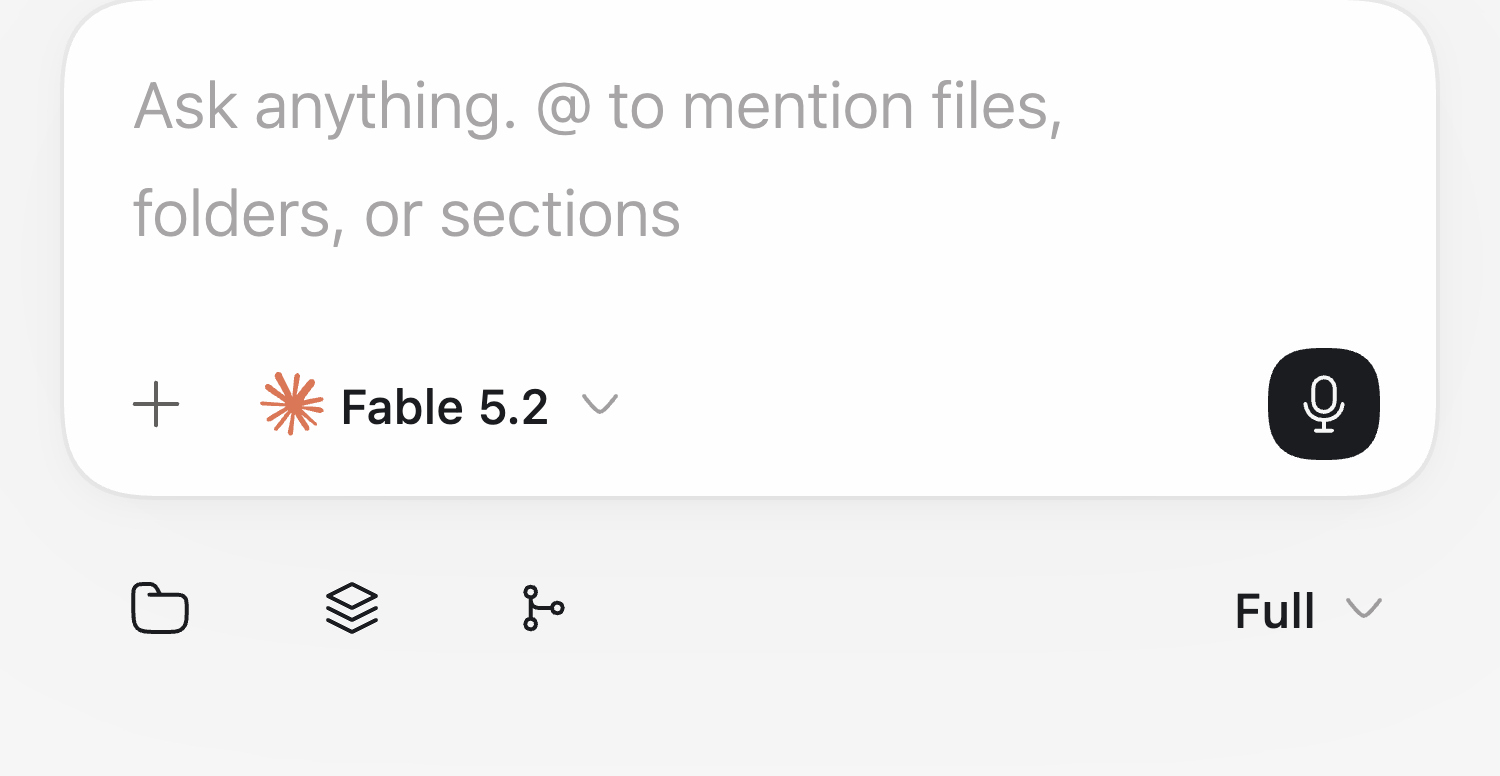 Ask anything. @ to mention files,
folders, or sections
Fable 5.2
Full